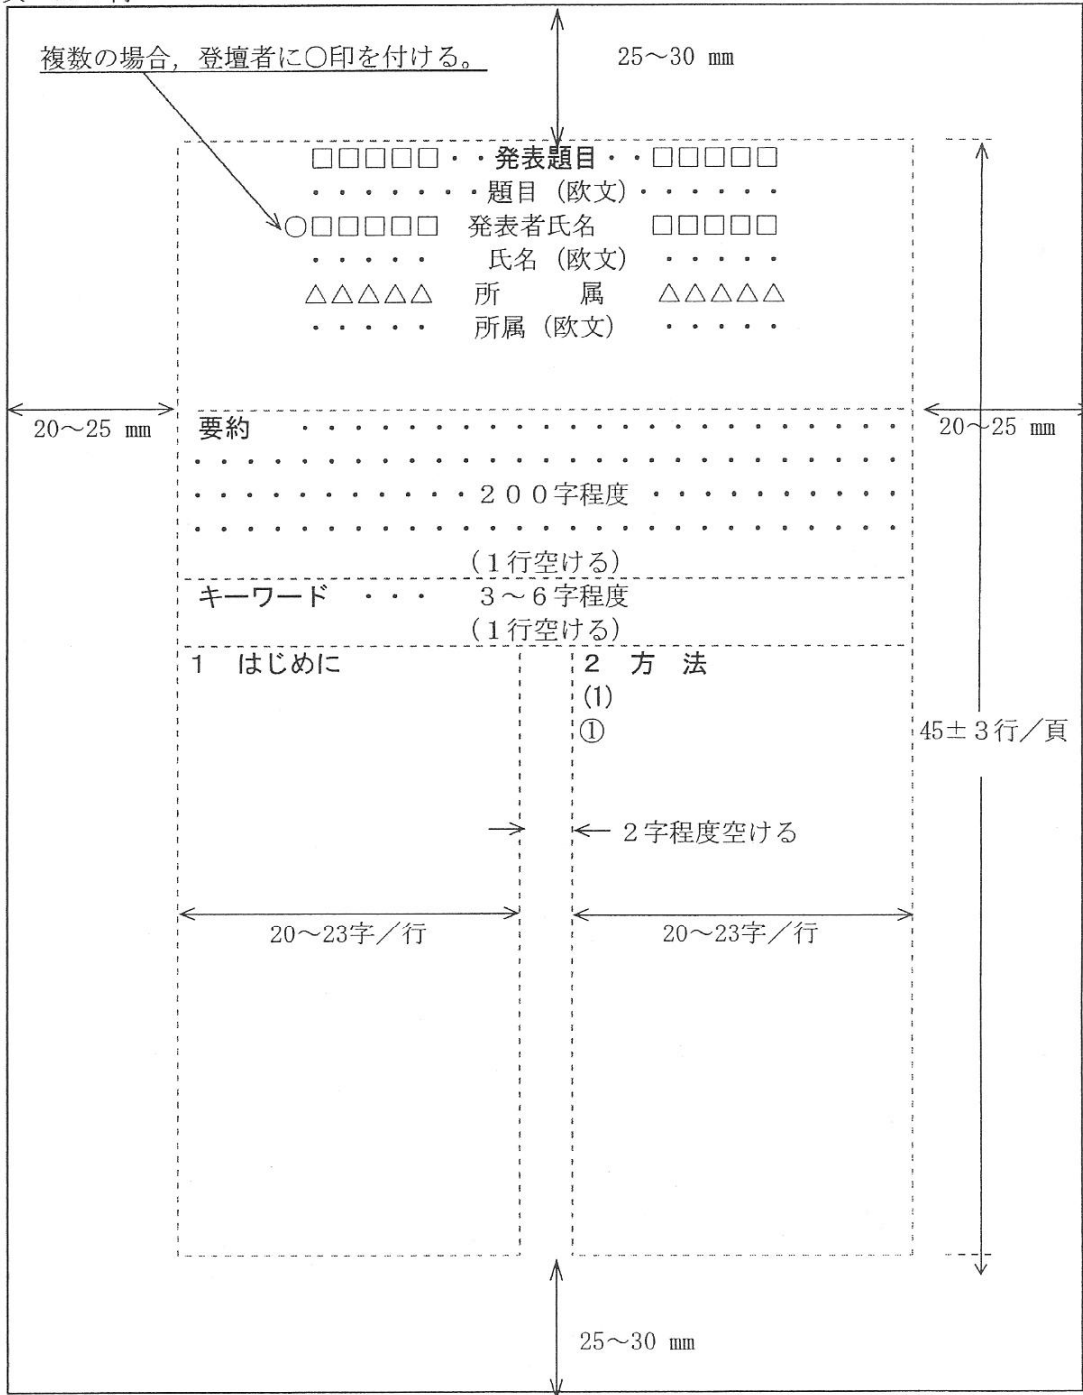 複数の場合，登壇者に○印を付ける。
25～30 mm
□□□□□・・発表題目・・□□□□□
・・・・・・・題目（欧文）・・・・・・
○□□□□□ 発表者氏名 □□□□□
・・・・・ 氏名（欧文） ・・・・・
△△△△△ 所 属 △△△△△
・・・・・ 所属（欧文） ・・・・・
20～25 mm
20～25 mm
要約 ・・・・・・・・・・・・・・・・・・・・・・・
・・・・・・・・・・・・・・・・・・・・・・・・・・・
・・・・・・・・・・・２００字程度・・・・・・・・・・
・・・・・・・・・・・・・・・・・・・・・・・・・・・
（１行空ける）
キーワード ・・・ ３～６字程度
（１行空ける）
1 はじめに
２ 方 法
(1)
①
45±３行／頁
２字程度空ける
20～23字／行
20～23字／行
25～30 mm